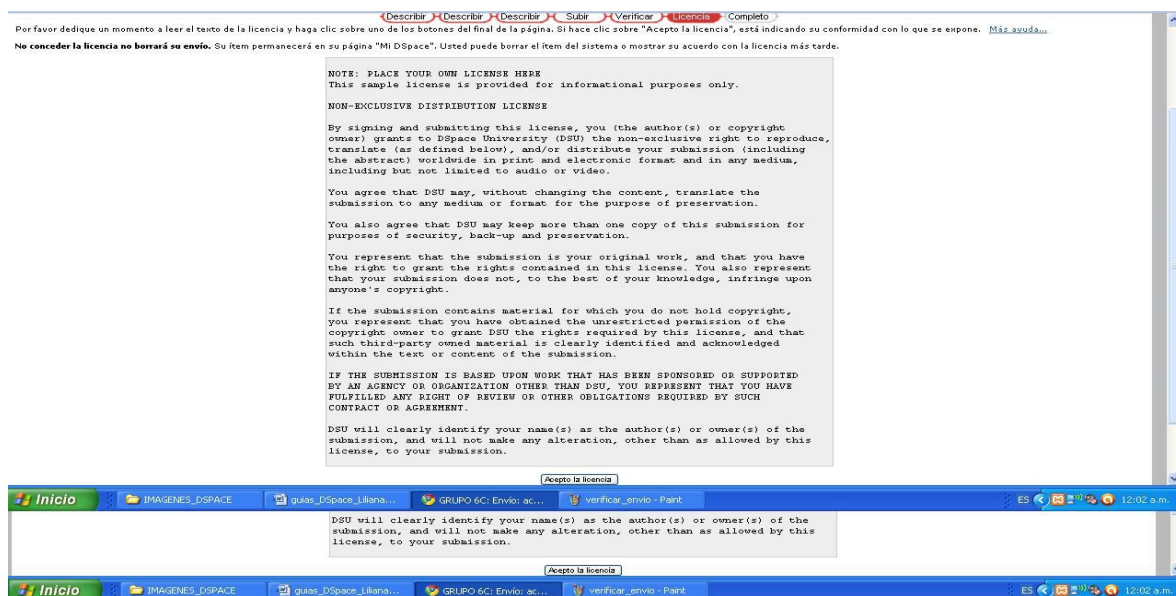 Describir Describir Describir Subir Verificar Licencia Completo
Por favor dedique un momento a leer el texto de la licencia y haga clic sobre uno de los botones del final de la página. Si hace clic sobre "Acepto la licencia", está indicando su conformidad con lo que se expone. Más ayuda...
No conceder la licencia no borrará su envío. Su ítem permanecerá en su página "Mi DSpace". Usted puede borrar el ítem del sistema o mostrar su acuerdo con la licencia más tarde.
NOTE: PLACE YOUR OWN LICENSE HERE
This sample license is provided for informational purposes only.
NON-EXCLUSIVE DISTRIBUTION LICENSE
By signing and submitting this license, you (the author(s) or copyright
owner) grants to DSpace University (DSU) the non-exclusive right to reproduce,
translate (as defined below), and/or distribute your submission (including
the abstract) worldwide in print and electronic format and in any medium,
including but not limited to audio or video.
You agree that DSU may, without changing the content, translate the
submission to any medium or format for the purpose of preservation.
You also agree that DSU may keep more than one copy of this submission for
purposes of security, back-up and preservation.
You represent that the submission is your original work, and that you have
the right to grant the rights contained in this license. You also represent
that your submission does not, to the best of your knowledge, infringe upon
anyone's copyright.
If the submission contains material for which you do not hold copyright,
you represent that you have obtained the unrestricted permission of the
copyright owner to grant DSU the rights required by this license, and that
such third-party owned material is clearly identified and acknowledged
within the text or content of the submission.
IF THE SUBMISSION IS BASED UPON WORK THAT HAS BEEN SPONSORED OR SUPPORTED
BY AN AGENCY OR ORGANIZATION OTHER THAN DSU, YOU REPRESENT THAT YOU HAVE
FULFILLED ANY RIGHT OF REVIEW OR OTHER OBLIGATIONS REQUIRED BY SUCH
CONTRACT OR AGREEMENT.
DSU will clearly identify your name(s) as the author(s) or owner(s) of the
submission, and will not make any alteration, other than as allowed by this
license, to your submission.
Acepto la licencia
Inicio IMAGENES_DSPACE guias_DSpace_Liliana... GRUPO 6C: Envío: ac... verificar_envio - Paint ES 12:02 a.m.
DSU will clearly identify your name(s) as the author(s) or owner(s) of the
submission, and will not make any alteration, other than as allowed by this
license, to your submission.
Acepto la licencia
Inicio IMAGENES_DSPACE guias_DSpace_Liliana... GRUPO 6C: Envío: ac... verificar_envio - Paint ES 12:02 a.m.